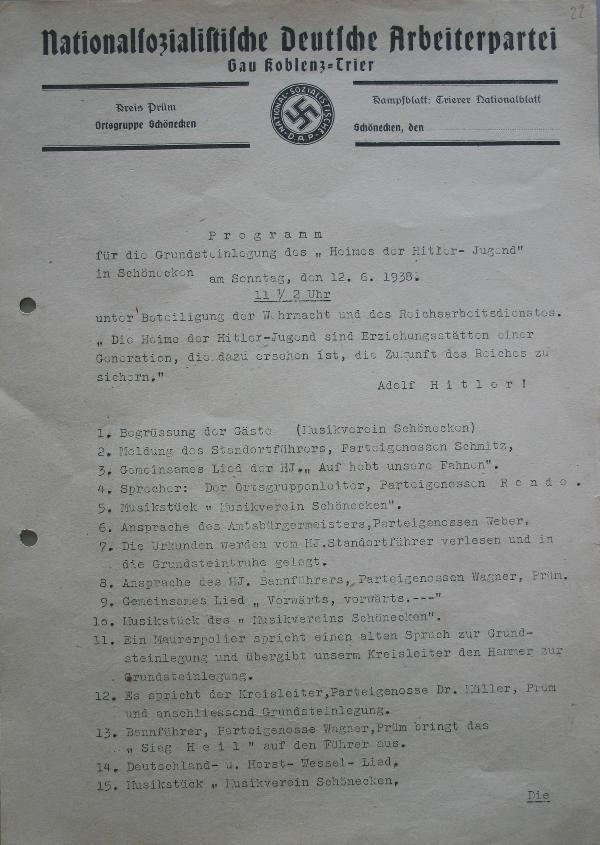 22
Nationalsozialistische Deutsche Arbeiterpartei
Gau Koblenz-Trier
Kreis Prüm
Ortsgruppe Schönecken
NATIONAL-SOZIALISTISCHE
D.A.P.
Kampfblatt: Trierer Nationalblatt
Schönecken, den
P r o g r a m m
für die Grundsteinlegung des „ Heimes der Hitler- Jugend"
in Schönecken am Sonntag, den 12. 6. 1938.
11 1/2 Uhr
unter Beteiligung der Wehrmacht und des Reichsarbeitsdienstes.
„ Die Heime der Hitler-Jugend sind Erziehungsstätten einer
Generation, die dazu ersehen ist, die Zukunft des Reiches zu
sichern."
Adolf H i t l e r !
1. Begrüssung der Gäste (Musikverein Schönecken)
2. Meldung des Standortführers, Parteigenossen Schmitz,
3. Gemeinsames Lied der HJ.„ Auf hebt unsere Fahnen".
4. Sprecher: Der Ortsgruppenleiter, Parteigenossen R e n d e .
5. Musikstück „ Musikverein Schönecken".
6. Ansprache des Amtsbürgermeisters,Parteigenossen Weber.
7. Die Urkunden werden vom HJ.Standortführer verlesen und in
die Grundsteintruhe gelegt.
8. Ansprache des HJ. Bannführers, Parteigenossen Wagner, Prüm.
9. Gemeinsames Lied „ Vorwärts, vorwärts.---"
10. Musikstück des „ Musikvereins Schönecken".
11. Ein Maurerpolier spricht einen alten Spruch zur Grund-
steinlegung und übergibt unserm Kreisleiter den Hammer zur
Grundsteinlegung.
12. Es spricht der Kreisleiter,Parteigenosse Dr. Müller, Prüm
und anschliessend Grundsteinlegung.
13. Bannführer, Parteigenosse Wagner,Prüm bringt das
„ Sieg H e i l " auf den Führer aus.
14. Deutschland- u. Horst- Wessel- Lied.
15. Musikstück „ Musikverein Schönecken.
Die